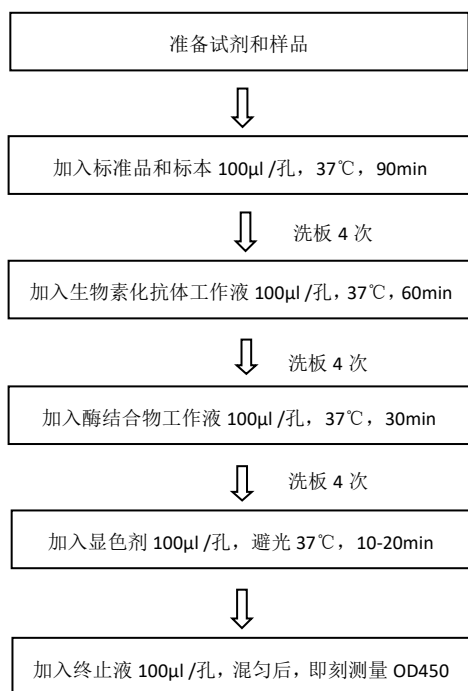 准备试剂和样品
加入标准品和标本 100μl /孔，37℃，90min
洗板 4 次
加入生物素化抗体工作液 100μl /孔，37℃，60min
洗板 4 次
加入酶结合物工作液 100μl /孔，37℃，30min
洗板 4 次
加入显色剂 100μl /孔，避光 37℃，10-20min
加入终止液 100μl /孔，混匀后，即刻测量 OD450